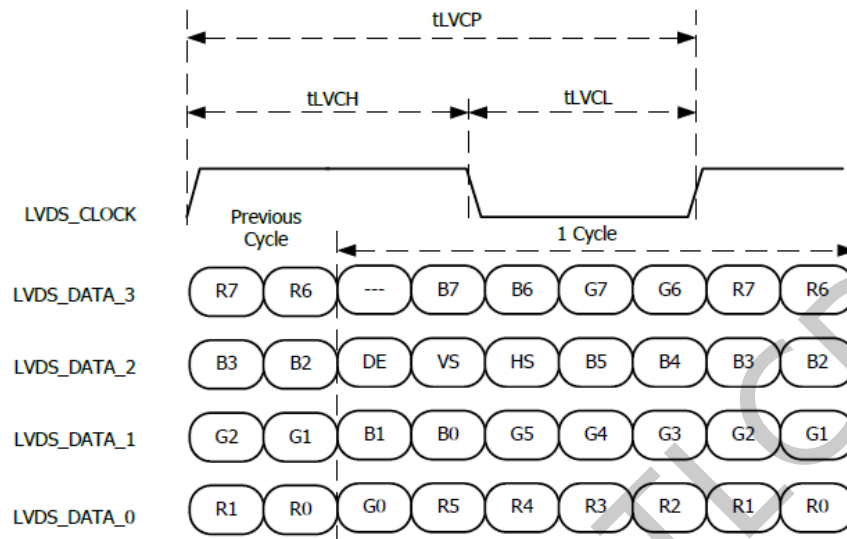 tLVCP
tLVCH tLVCL
LVDS_CLOCK
Previous
Cycle
1 Cycle
LVDS_DATA_3 R7 R6 --- B7 B6 G7 G6 R7 R6
LVDS_DATA_2 B3 B2 DE VS HS B5 B4 B3 B2
LVDS_DATA_1 G2 G1 B1 B0 G5 G4 G3 G2 G1
LVDS_DATA_0 R1 R0 G0 R5 R4 R3 R2 R1 R0